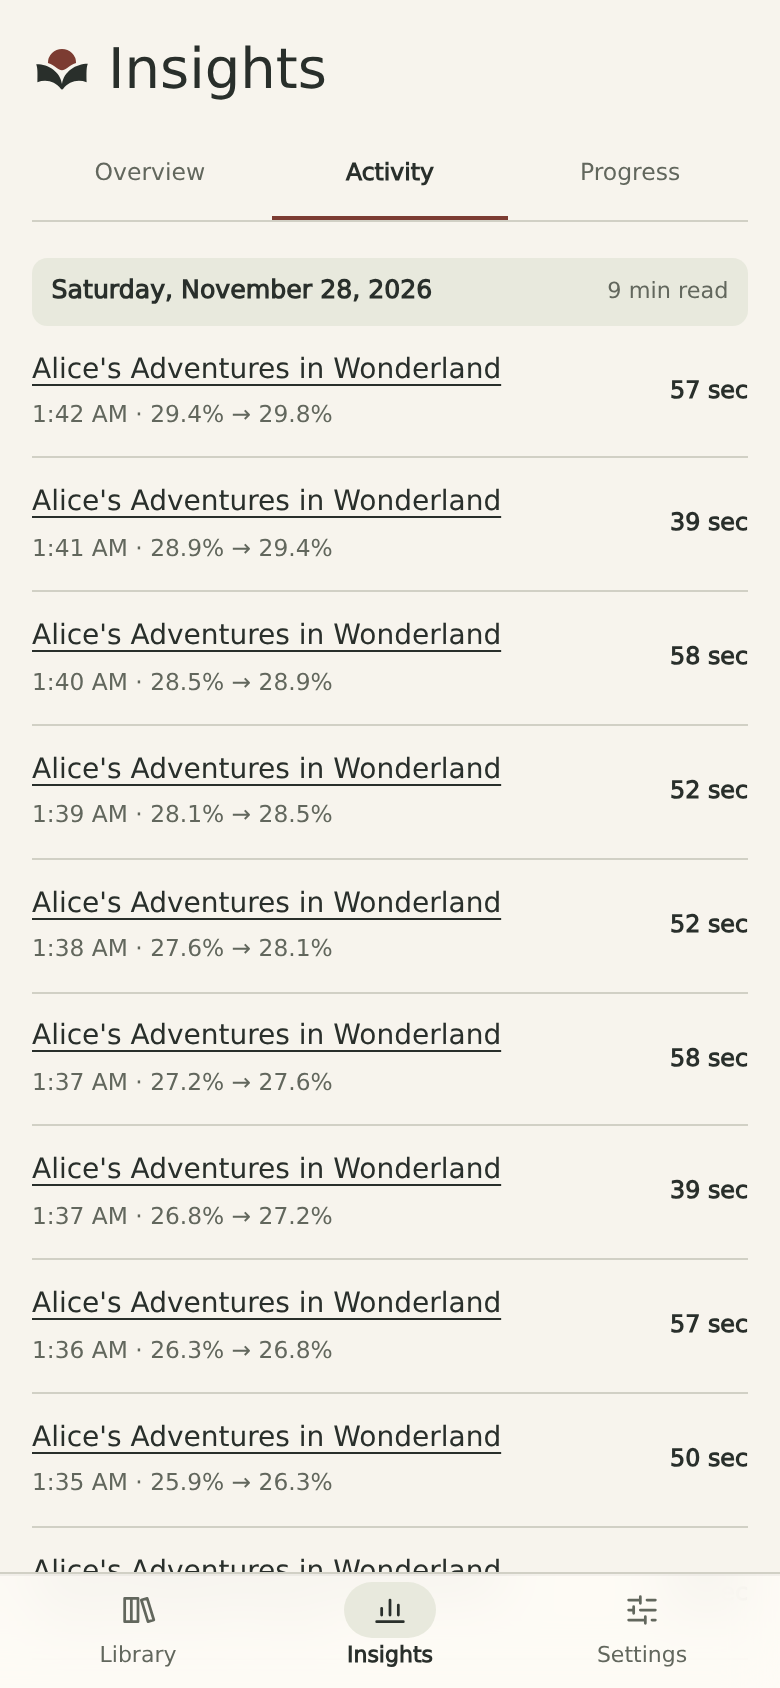 Insights
Overview Activity Progress
Saturday, November 28, 2026 9 min read
Alice's Adventures in Wonderland
57 sec
1:42 AM · 29.4% → 29.8%
Alice's Adventures in Wonderland
39 sec
1:41 AM · 28.9% → 29.4%
Alice's Adventures in Wonderland
58 sec
1:40 AM · 28.5% → 28.9%
Alice's Adventures in Wonderland
52 sec
1:39 AM · 28.1% → 28.5%
Alice's Adventures in Wonderland
52 sec
1:38 AM · 27.6% → 28.1%
Alice's Adventures in Wonderland
58 sec
1:37 AM · 27.2% → 27.6%
Alice's Adventures in Wonderland
39 sec
1:37 AM · 26.8% → 27.2%
Alice's Adventures in Wonderland
57 sec
1:36 AM · 26.3% → 26.8%
Alice's Adventures in Wonderland
50 sec
1:35 AM · 25.9% → 26.3%
Alice's Adventures in Wonderland
Library Insights Settings